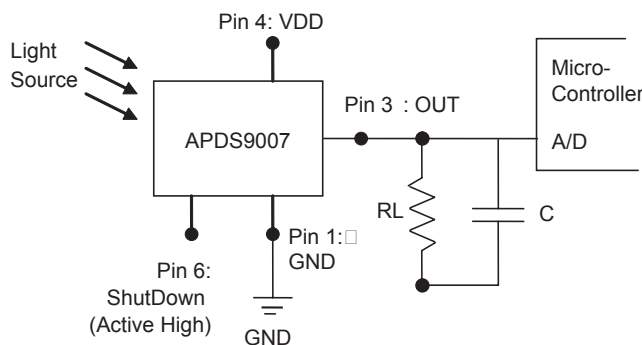 Pin 4: VDD
Light
Source
Micro-
Controller
A/D
Pin 3 : OUT
APDS9007
RL
C
Pin 1:□
GND
Pin 6:
ShutDown
(Active High)
GND